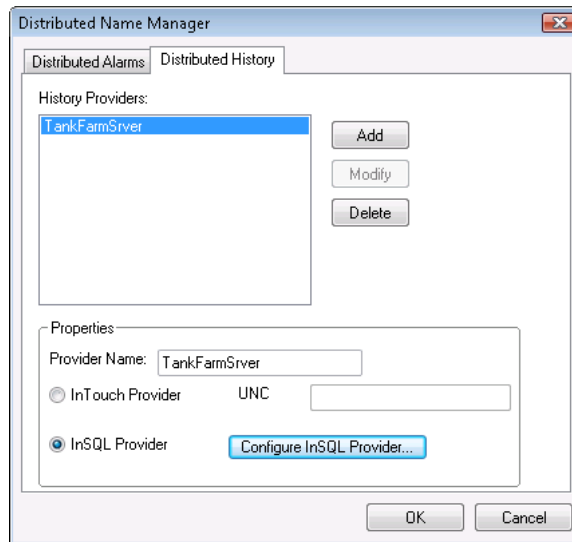 Distributed Name Manager
Distributed Alarms Distributed History
History Providers:
TankFarmSrver
Add
Modify
Delete
Properties
Provider Name: TankFarmSrver
InTouch Provider UNC
InSQL Provider Configure InSQL Provider...
OK Cancel